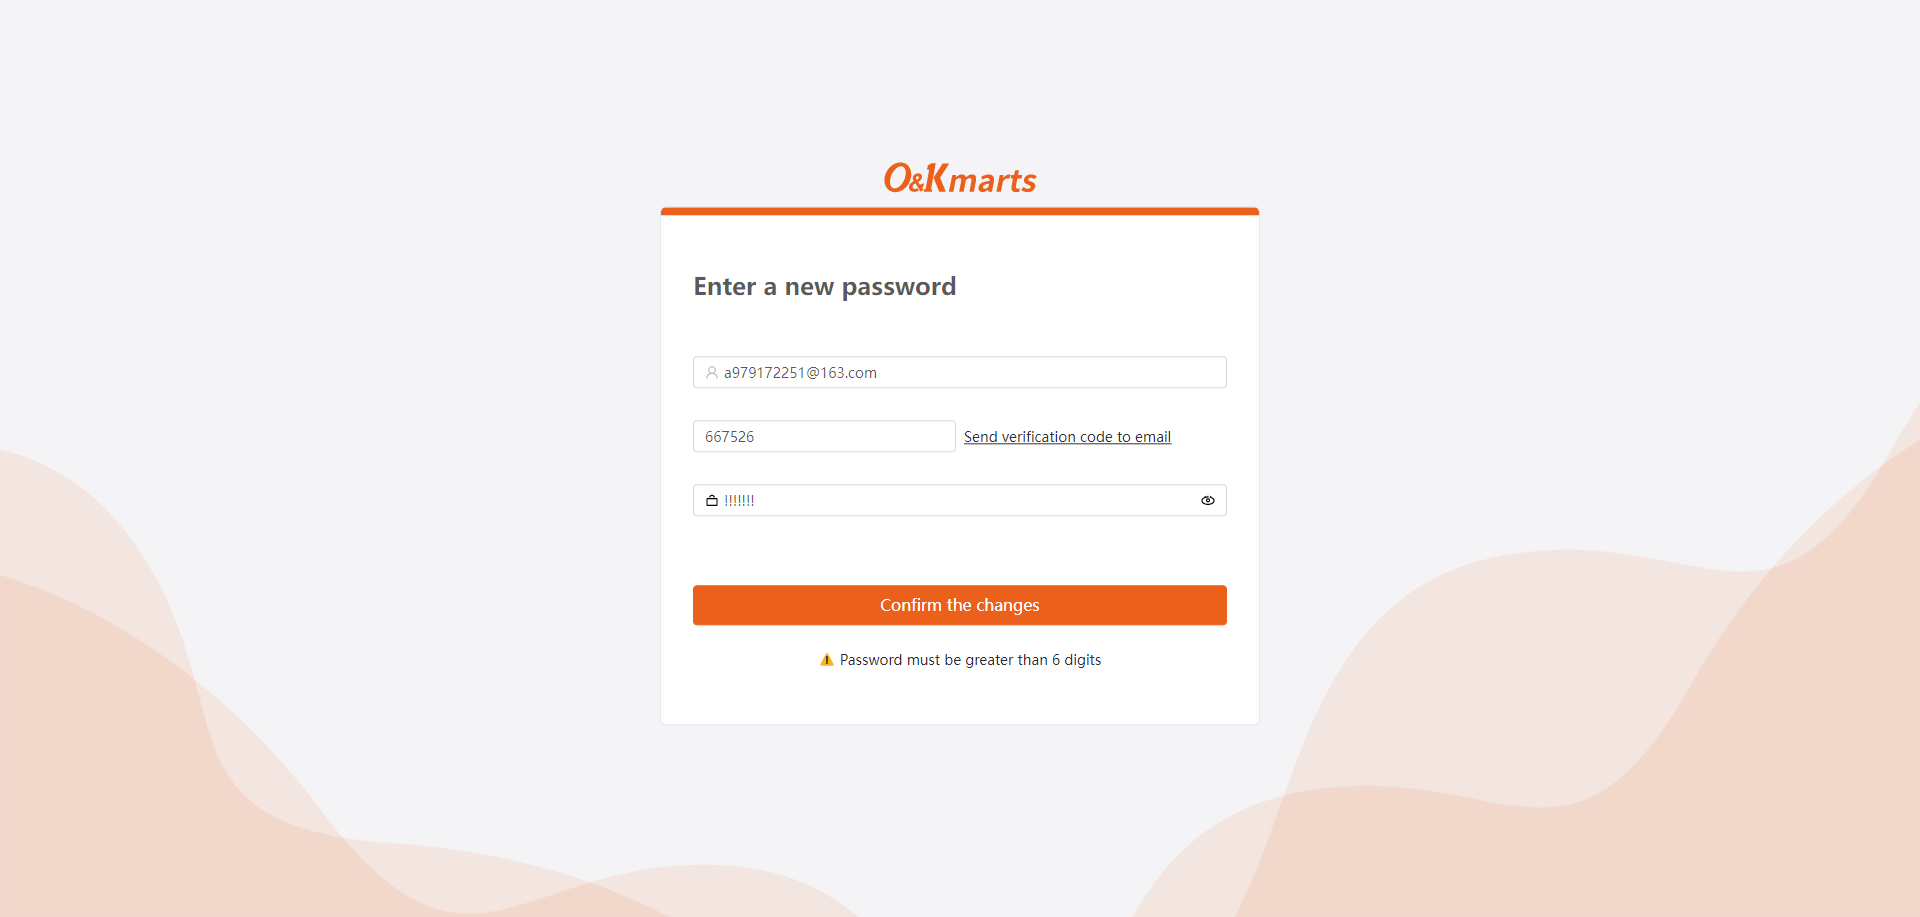 O&Kmarts
Enter a new password
a979172251@163.com
667526 Send verification code to email
!!!!!!!
Confirm the changes
⚠ Password must be greater than 6 digits